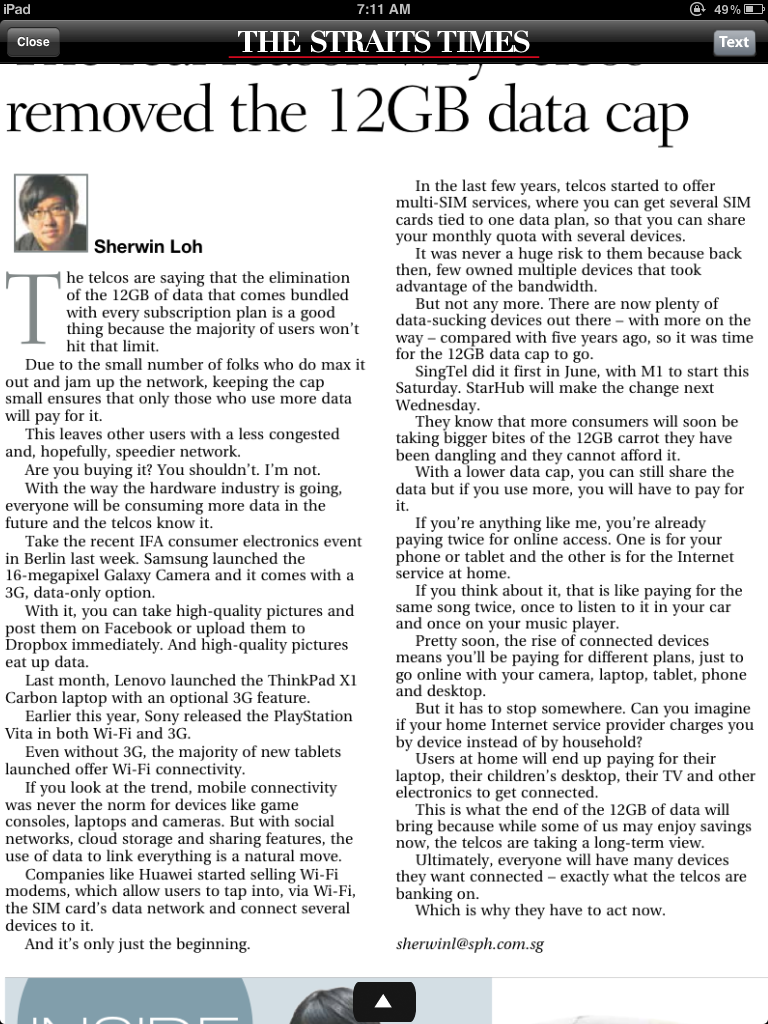 iPad
7:11 AM
49%
Close
THE STRAITS TIMES
Text
The real reason why telcos
removed the 12GB data cap
Sherwin Loh
The telcos are saying that the elimination
of the 12GB of data that comes bundled
with every subscription plan is a good
thing because the majority of users won't
hit that limit.
Due to the small number of folks who do max it
out and jam up the network, keeping the cap
small ensures that only those who use more data
will pay for it.
This leaves other users with a less congested
and, hopefully, speedier network.
Are you buying it? You shouldn't. I'm not.
With the way the hardware industry is going,
everyone will be consuming more data in the
future and the telcos know it.
Take the recent IFA consumer electronics event
in Berlin last week. Samsung launched the
16-megapixel Galaxy Camera and it comes with a
3G, data-only option.
With it, you can take high-quality pictures and
post them on Facebook or upload them to
Dropbox immediately. And high-quality pictures
eat up data.
Last month, Lenovo launched the ThinkPad X1
Carbon laptop with an optional 3G feature.
Earlier this year, Sony released the PlayStation
Vita in both Wi-Fi and 3G.
Even without 3G, the majority of new tablets
launched offer Wi-Fi connectivity.
If you look at the trend, mobile connectivity
was never the norm for devices like game
consoles, laptops and cameras. But with social
networks, cloud storage and sharing features, the
use of data to link everything is a natural move.
Companies like Huawei started selling Wi-Fi
modems, which allow users to tap into, via Wi-Fi,
the SIM card's data network and connect several
devices to it.
And it's only just the beginning.
In the last few years, telcos started to offer
multi-SIM services, where you can get several SIM
cards tied to one data plan, so that you can share
your monthly quota with several devices.
It was never a huge risk to them because back
then, few owned multiple devices that took
advantage of the bandwidth.
But not any more. There are now plenty of
data-sucking devices out there – with more on the
way – compared with five years ago, so it was time
for the 12GB data cap to go.
SingTel did it first in June, with M1 to start this
Saturday. StarHub will make the change next
Wednesday.
They know that more consumers will soon be
taking bigger bites of the 12GB carrot they have
been dangling and they cannot afford it.
With a lower data cap, you can still share the
data but if you use more, you will have to pay for
it.
If you're anything like me, you're already
paying twice for online access. One is for your
phone or tablet and the other is for the Internet
service at home.
If you think about it, that is like paying for the
same song twice, once to listen to it in your car
and once on your music player.
Pretty soon, the rise of connected devices
means you'll be paying for different plans, just to
go online with your camera, laptop, tablet, phone
and desktop.
But it has to stop somewhere. Can you imagine
if your home Internet service provider charges you
by device instead of by household?
Users at home will end up paying for their
laptop, their children's desktop, their TV and other
electronics to get connected.
This is what the end of the 12GB of data will
bring because while some of us may enjoy savings
now, the telcos are taking a long-term view.
Ultimately, everyone will have many devices
they want connected – exactly what the telcos are
banking on.
Which is why they have to act now.
sherwinl@sph.com.sg
INSIDE